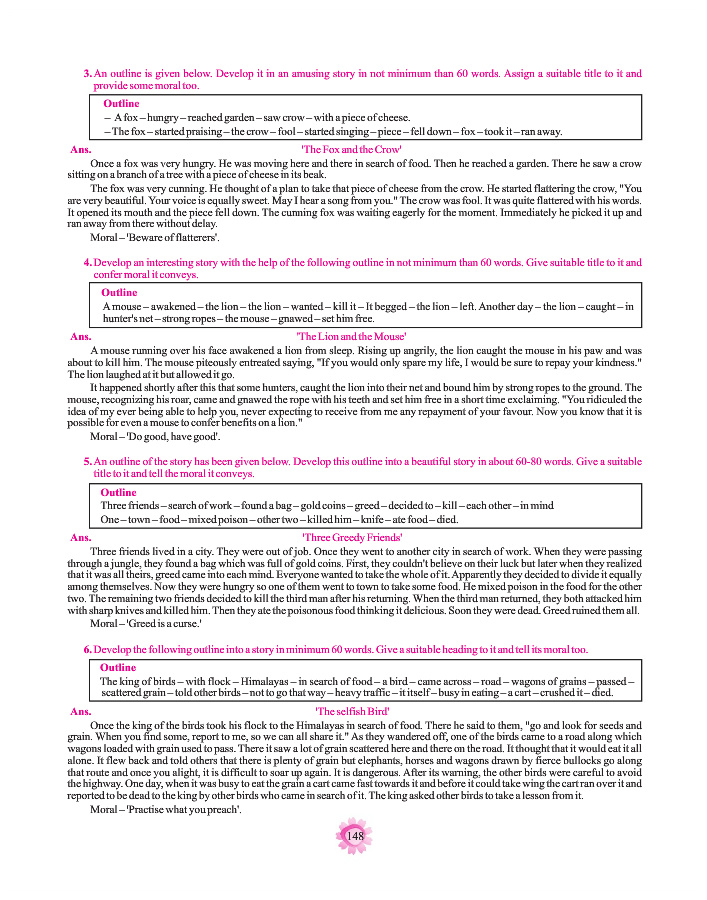 3. An outline is given below. Develop it in an amusing story in not minimum than 60 words. Assign a suitable title to it and
provide some moral too.
Outline
– A fox – hungry – reached garden – saw crow – with a piece of cheese.
– The fox – started praising – the crow – fool – started singing – piece – fell down – fox – took it – ran away.
Ans. 'The Fox and the Crow'
Once a fox was very hungry. He was moving here and there in search of food. Then he reached a garden. There he saw a crow
sitting on a branch of a tree with a piece of cheese in its beak.
The fox was very cunning. He thought of a plan to take that piece of cheese from the crow. He started flattering the crow, "You
are very beautiful. Your voice is equally sweet. May I hear a song from you." The crow was fool. It was quite flattered with his words.
It opened its mouth and the piece fell down. The cunning fox was waiting eagerly for the moment. Immediately he picked it up and
ran away from there without delay.
Moral – 'Beware of flatterers'.
4. Develop an interesting story with the help of the following outline in not minimum than 60 words. Give suitable title to it and
confer moral it conveys.
Outline
A mouse – awakened – the lion – the lion – wanted – kill it – It begged – the lion – left. Another day – the lion – caught – in
hunter's net – strong ropes – the mouse – gnawed – set him free.
Ans. 'The Lion and the Mouse'
A mouse running over his face awakened a lion from sleep. Rising up angrily, the lion caught the mouse in his paw and was
about to kill him. The mouse piteously entreated saying, "If you would only spare my life, I would be sure to repay your kindness."
The lion laughed at it but allowed it go.
It happened shortly after this that some hunters, caught the lion into their net and bound him by strong ropes to the ground. The
mouse, recognizing his roar, came and gnawed the rope with his teeth and set him free in a short time exclaiming. "You ridiculed the
idea of my ever being able to help you, never expecting to receive from me any repayment of your favour. Now you know that it is
possible for even a mouse to confer benefits on a lion."
Moral – 'Do good, have good'.
5. An outline of the story has been given below. Develop this outline into a beautiful story in about 60-80 words. Give a suitable
title to it and tell the moral it conveys.
Outline
Three friends – search of work – found a bag – gold coins – greed – decided to – kill – each other – in mind
One – town – food – mixed poison – other two – killed him – knife – ate food – died.
Ans. 'Three Greedy Friends'
Three friends lived in a city. They were out of job. Once they went to another city in search of work. When they were passing
through a jungle, they found a bag which was full of gold coins. First, they couldn't believe on their luck but later when they realized
that it was all theirs, greed came into each mind. Everyone wanted to take the whole of it. Apparently they decided to divide it equally
among themselves. Now they were hungry so one of them went to town to take some food. He mixed poison in the food for the other
two. The remaining two friends decided to kill the third man after his returning. When the third man returned, they both attacked him
with sharp knives and killed him. Then they ate the poisonous food thinking it delicious. Soon they were dead. Greed ruined them all.
Moral – 'Greed is a curse.'
6. Develop the following outline into a story in minimum 60 words. Give a suitable heading to it and tell its moral too.
Outline
The king of birds – with flock – Himalayas – in search of food – a bird – came across – road – wagons of grains – passed –
scattered grain – told other birds – not to go that way – heavy traffic – it itself – busy in eating – a cart – crushed it – died.
Ans. 'The selfish Bird'
Once the king of the birds took his flock to the Himalayas in search of food. There he said to them, "go and look for seeds and
grain. When you find some, report to me, so we can all share it." As they wandered off, one of the birds came to a road along which
wagons loaded with grain used to pass. There it saw a lot of grain scattered here and there on the road. It thought that it would eat it all
alone. It flew back and told others that there is plenty of grain but elephants, horses and wagons drawn by fierce bullocks go along
that route and once you alight, it is difficult to soar up again. It is dangerous. After its warning, the other birds were careful to avoid
the highway. One day, when it was busy to eat the grain a cart came fast towards it and before it could take wing the cart ran over it and
reported to be dead to the king by other birds who came in search of it. The king asked other birds to take a lesson from it.
Moral – 'Practise what you preach'.
148